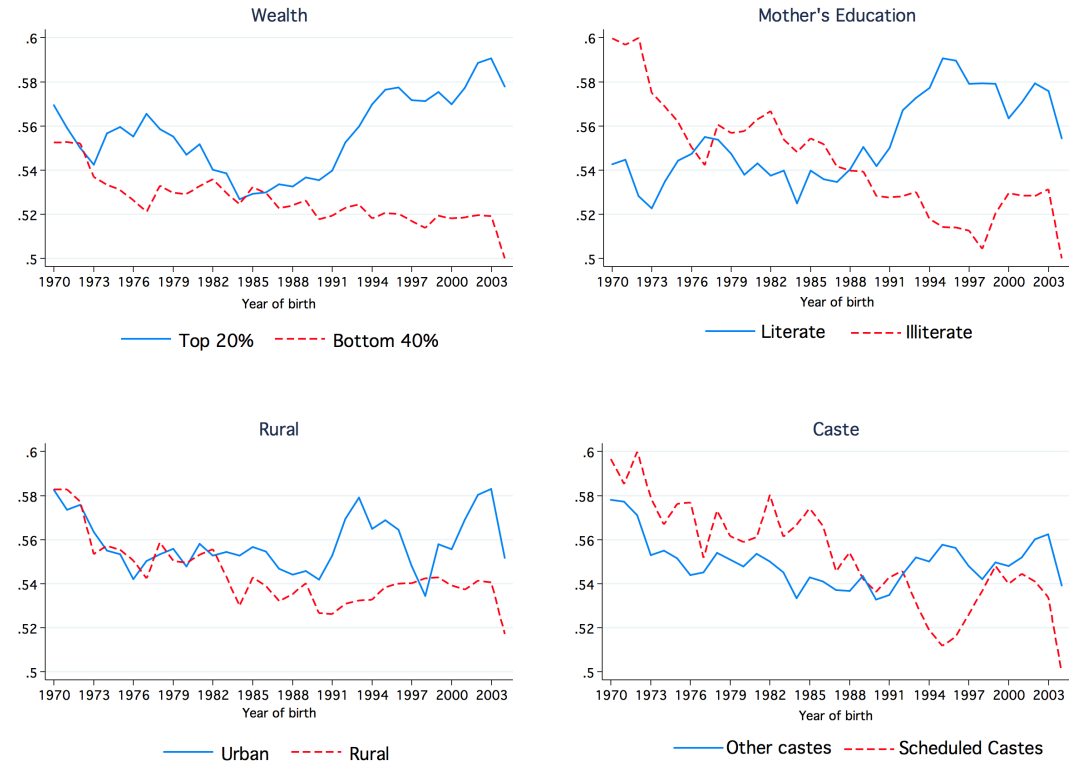 Wealth
.6
.58
.56
.54
.52
.5
1970 1973 1976 1979 1982 1985 1988 1991 1994 1997 2000 2003
Year of birth
Top 20% Bottom 40%
Mother's Education
.6
.58
.56
.54
.52
.5
1970 1973 1976 1979 1982 1985 1988 1991 1994 1997 2000 2003
Year of birth
Literate Illiterate
Rural
.6
.58
.56
.54
.52
.5
1970 1973 1976 1979 1982 1985 1988 1991 1994 1997 2000 2003
Year of birth
Urban Rural
Caste
.6
.58
.56
.54
.52
.5
1970 1973 1976 1979 1982 1985 1988 1991 1994 1997 2000 2003
Year of birth
Other castes Scheduled Castes